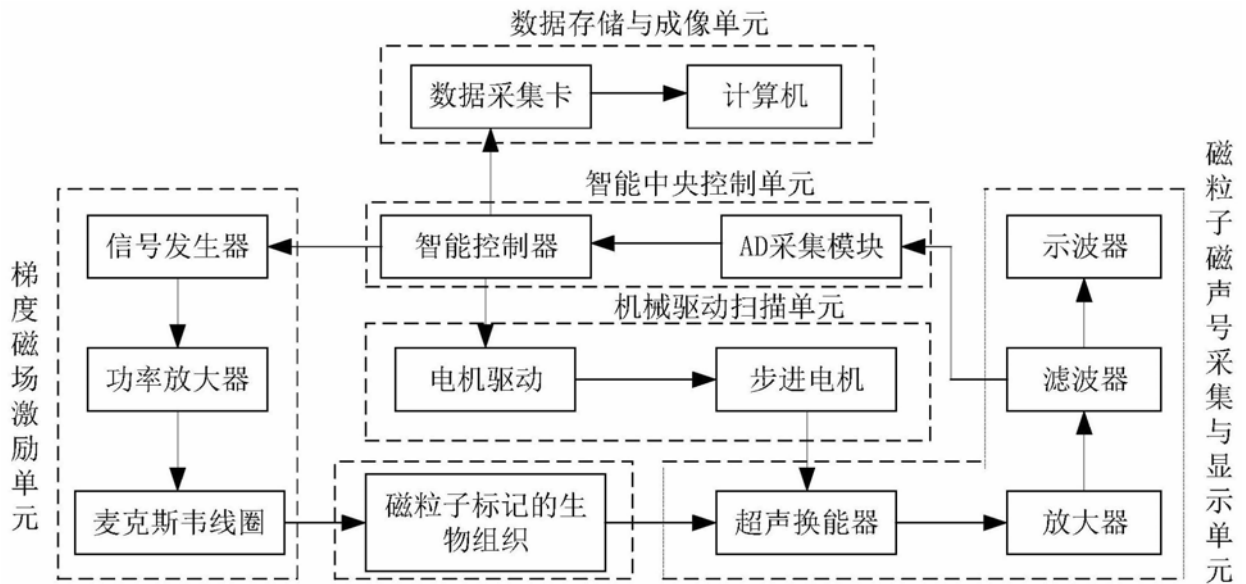 数据存储与成像单元
数据采集卡
计算机
智能中央控制单元
信号发生器
智能控制器
AD采集模块
示波器
机械驱动扫描单元
梯度磁场激励单元
磁粒子磁声号采集与显示单元
功率放大器
电机驱动
步进电机
滤波器
麦克斯韦线圈
磁粒子标记的生
物组织
超声换能器
放大器